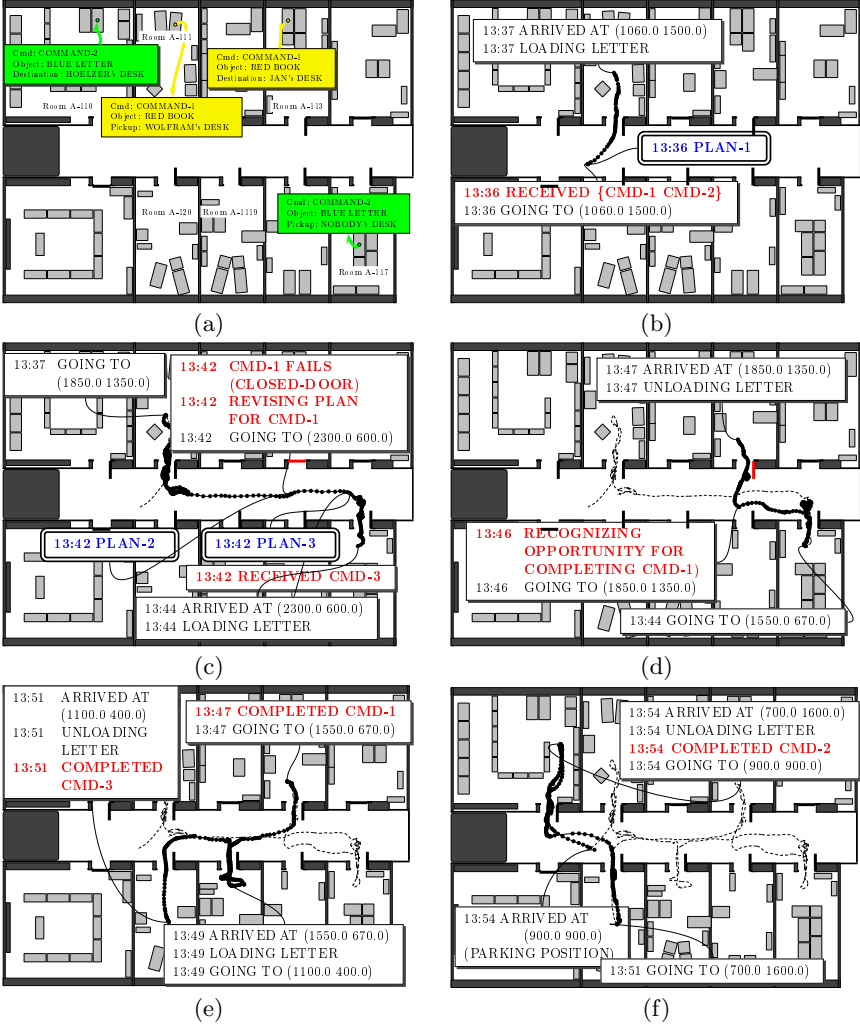 Room A-111
Cmd: COMMAND-2
Object: BLUE LETTER
Destination: HOELZER's DESK
Cmd: COMMAND-1
Object: RED BOOK
Destination: JAN's DESK
Room A-110
Cmd: COMMAND-1
Object: RED BOOK
Pickup: WOLFRAM's DESK
Room A-113
Room A-120
Room A-1119
Cmd: COMMAND-2
Object: BLUE LETTER
Pickup: NOBODY's DESK
Room A-117
(a)
13:37 ARRIVED AT (1060.0 1500.0)
13:37 LOADING LETTER
13:36 PLAN-1
13:36 RECEIVED {CMD-1 CMD-2}
13:36 GOING TO (1060.0 1500.0)
(b)
13:37 GOING TO
(1850.0 1350.0)
13:42 CMD-1 FAILS
(CLOSED-DOOR)
13:42 REVISING PLAN
FOR CMD-1
13:42 GOING TO (2300.0 600.0)
13:42 PLAN-2
13:42 PLAN-3
13:42 RECEIVED CMD-3
13:44 ARRIVED AT (2300.0 600.0)
13:44 LOADING LETTER
(c)
13:47 ARRIVED AT (1850.0 1350.0)
13:47 UNLOADING LETTER
13:46 RECOGNIZING
OPPORTUNITY FOR
COMPLETING CMD-1)
13:46 GOING TO (1850.0 1350.0)
13:44 GOING TO (1550.0 670.0)
(d)
13:51 ARRIVED AT
(1100.0 400.0)
13:51 UNLOADING
LETTER
13:51 COMPLETED
CMD-3
13:47 COMPLETED CMD-1
13:47 GOING TO (1550.0 670.0)
13:49 ARRIVED AT (1550.0 670.0)
13:49 LOADING LETTER
13:49 GOING TO (1100.0 400.0)
(e)
13:54 ARRIVED AT (700.0 1600.0)
13:54 UNLOADING LETTER
13:54 COMPLETED CMD-2
13:54 GOING TO (900.0 900.0)
13:54 ARRIVED AT
(900.0 900.0)
(PARKING POSITION)
13:51 GOING TO (700.0 1600.0)
(f)